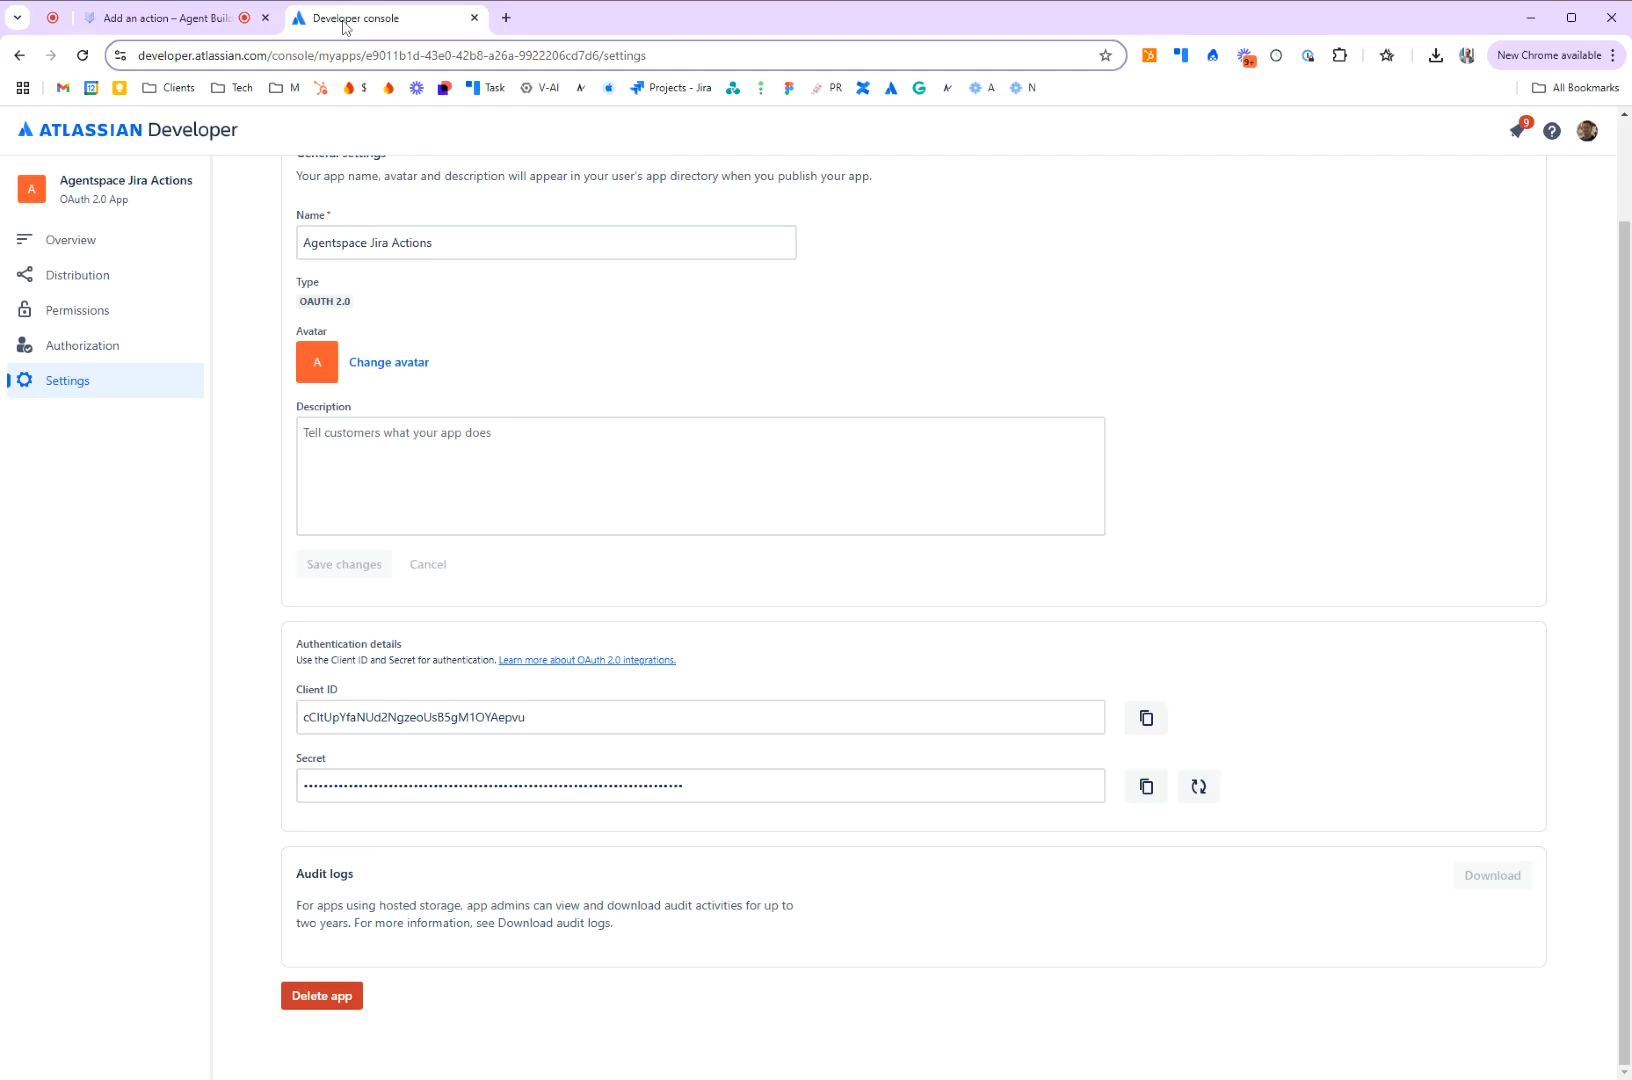 Add an action – Agent Buil
Developer console
developer.atlassian.com/console/myapps/e9011b1d-43e0-42b8-a26a-9922206cd7d6/settings
9+
New Chrome available
12
Clients
Tech
M
$
Task
V-AI
Projects - Jira
PR
A
N
All Bookmarks
ATLASSIAN Developer
9
?
A
Agentspace Jira Actions
OAuth 2.0 App
Overview
Distribution
Permissions
Authorization
Settings
General settings
Your app name, avatar and description will appear in your user's app directory when you publish your app.
Name *
Agentspace Jira Actions
Type
OAUTH 2.0
Avatar
A
Change avatar
Description
Tell customers what your app does
Save changes
Cancel
Authentication details
Use the Client ID and Secret for authentication. Learn more about OAuth 2.0 integrations.
Client ID
cCItUpYfaNUd2NgzeoUsB5gM1OYAepvu
Secret
Audit logs
Download
For apps using hosted storage, app admins can view and download audit activities for up to
two years. For more information, see Download audit logs.
Delete app